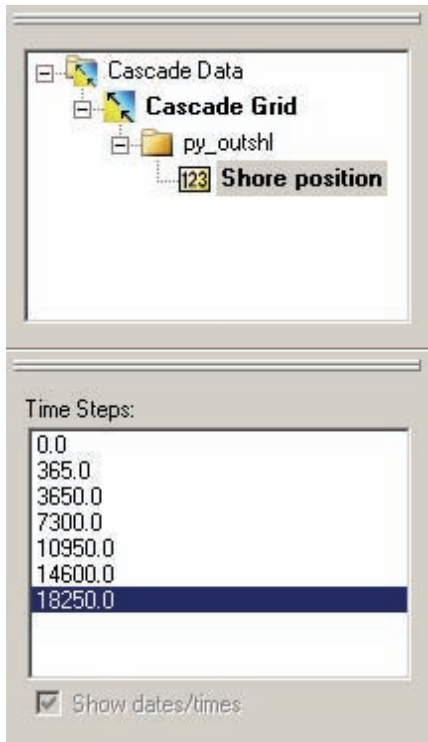 Cascade Data
Cascade Grid
py_outshl
123 Shore position
Time Steps:
0.0
365.0
3650.0
7300.0
10950.0
14600.0
18250.0
Show dates/times